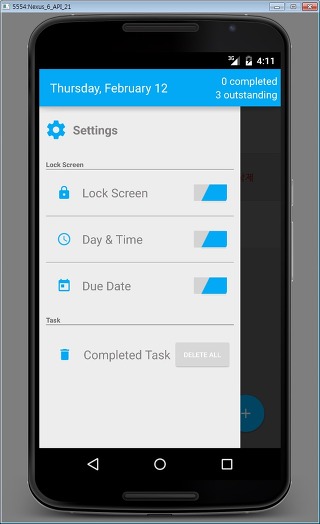 5554:Nexus_6_API_21
3G
4:11
Thursday, February 12
0 completed
3 outstanding
Settings
Lock Screen
Lock Screen
Day & Time
Due Date
Task
Completed Task
DELETE ALL